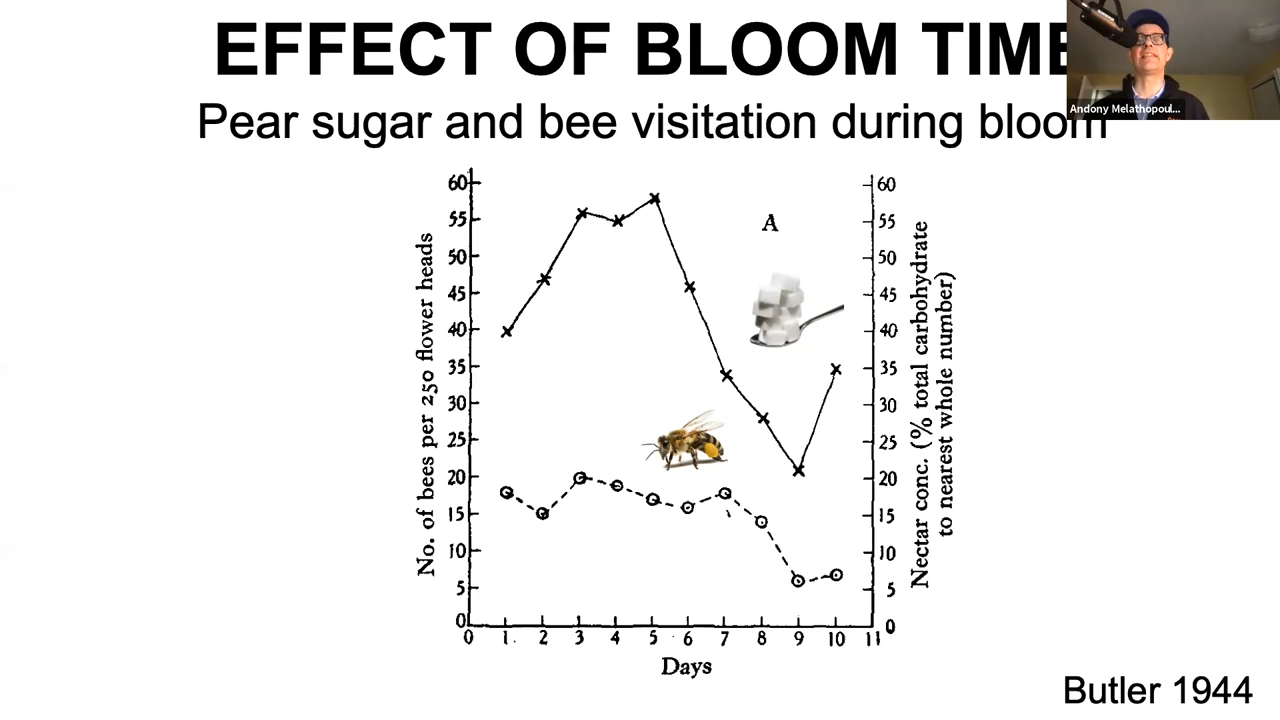 EFFECT OF BLOOM TIME
Pear sugar and bee visitation during bloom
Andony Melathopoul...
No. of bees per 250 flower heads
60
55
50
45
40
35
30
25
20
15
10
5
0
A
60
55
50
45
40
35
30
25
20
15
10
5
0
Nectar conc. (% total carbohydrate
to nearest whole number)
0 1 2 3 4 5 6 7 8 9 10 11
Days
Butler 1944